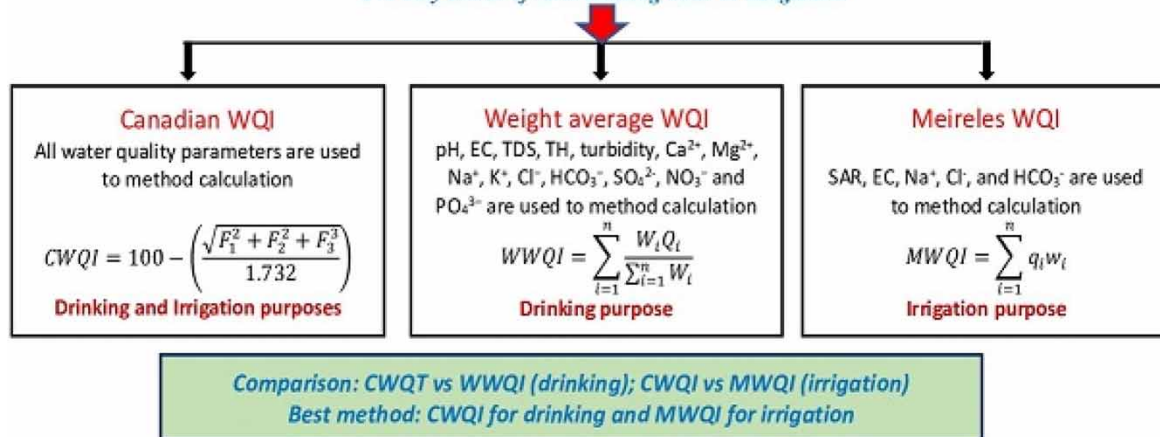 Canadian WQI
All water quality parameters are used
to method calculation
CWQI = 100 − (√(F₁² + F₂² + F₃³) / 1.732)
Drinking and Irrigation purposes
Weight average WQI
pH, EC, TDS, TH, turbidity, Ca²⁺, Mg²⁺,
Na⁺, K⁺, Cl⁻, HCO₃⁻, SO₄²⁻, NO₃⁻ and
PO₄³⁻ are used to method calculation
WWQI = ∑ᵢ₌₁ⁿ WᵢQᵢ / ∑ᵢ₌₁ⁿ Wᵢ
Drinking purpose
Meireles WQI
SAR, EC, Na⁺, Cl⁻, and HCO₃⁻ are used
to method calculation
MWQI = ∑ᵢ₌₁ⁿ qᵢwᵢ
Irrigation purpose
Comparison: CWQT vs WWQI (drinking); CWQI vs MWQI (irrigation)
Best method: CWQI for drinking and MWQI for irrigation